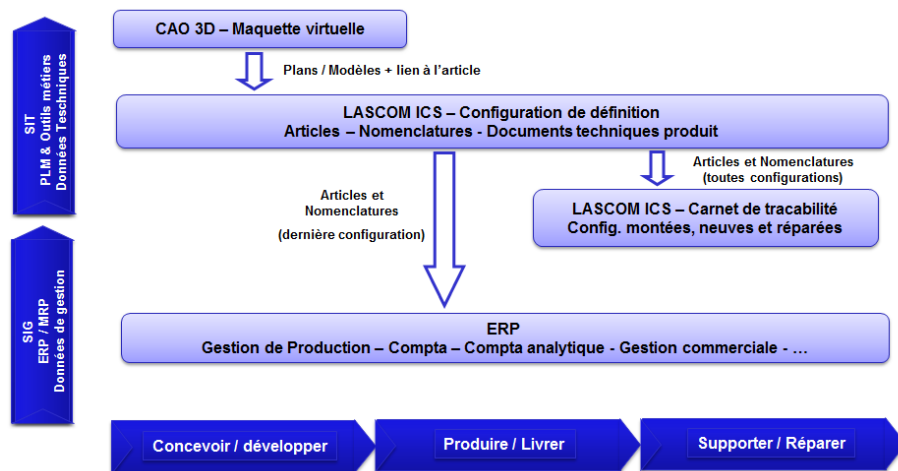 CAO 3D – Maquette virtuelle
Plans / Modèles + lien à l'article
SIT
PLM & Outils métiers
Données Teschniques
LASCOM ICS – Configuration de définition
Articles – Nomenclatures - Documents techniques produit
Articles et Nomenclatures
(toutes configurations)
Articles et
Nomenclatures
(dernière configuration)
LASCOM ICS – Carnet de tracabilité
Config. montées, neuves et réparées
SIG
ERP / MRP
Données de gestion
ERP
Gestion de Production – Compta – Compta analytique - Gestion commerciale - …
Concevoir / développer
Produire / Livrer
Supporter / Réparer